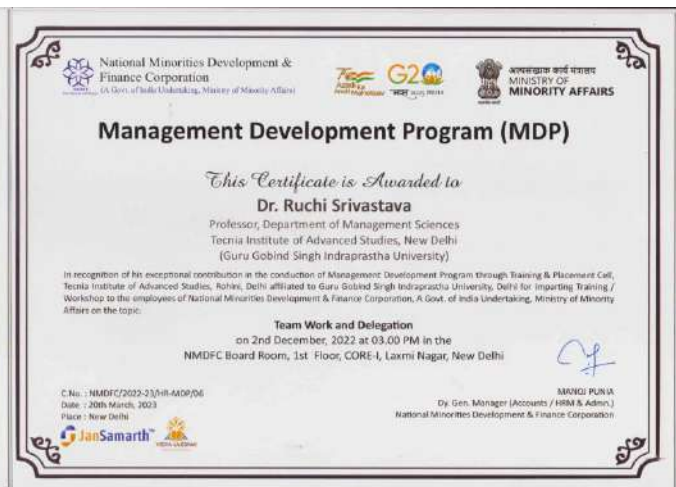 National Minorities Development &
Finance Corporation
(A Govt. of India Undertaking, Ministry of Minority Affairs)
Azadi Ka
Amrit Mahotsav
G20
अल्पसंख्यक कार्य मंत्रालय
MINISTRY OF
MINORITY AFFAIRS
Management Development Program (MDP)
This Certificate is Awarded to
Dr. Ruchi Srivastava
Professor, Department of Management Sciences
Tecnia Institute of Advanced Studies, New Delhi
(Guru Gobind Singh Indraprastha University)
In recognition of his exceptional contribution in the conduction of Management Development Program through Training & Placement Cell,
Tecnia Institute of Advanced Studies, Rohini, Delhi affiliated to Guru Gobind Singh Indraprastha University, Delhi for Imparting Training /
Workshop to the employees of National Minorities Development & Finance Corporation, A Govt. of India Undertaking, Ministry of Minority
Affairs on the topic:
Team Work and Delegation
on 2nd December, 2022 at 03.00 PM in the
NMDFC Board Room, 1st Floor, CORE-I, Laxmi Nagar, New Delhi
C.No. : NMDFC/2022-23/HR-MDP/06
Date : 20th March, 2023
Place : New Delhi
MANOJ PUNIA
Dy. Gen. Manager (Accounts / HRM & Admn.)
National Minorities Development & Finance Corporation
JanSamarth